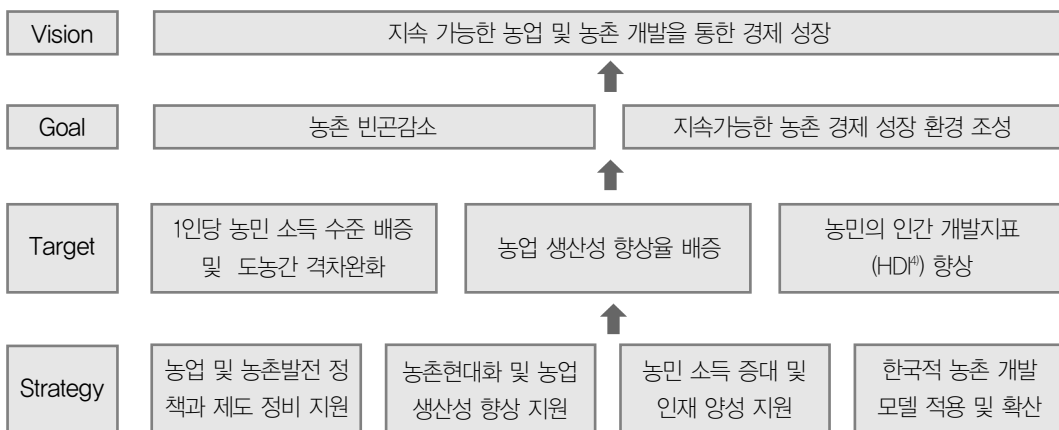 Vision
지속 가능한 농업 및 농촌 개발을 통한 경제 성장
Goal
농촌 빈곤감소
지속가능한 농촌 경제 성장 환경 조성
Target
1인당 농민 소득 수준 배증
및 도농간 격차완화
농업 생산성 향상율 배증
농민의 인간 개발지표
(HDI⁴⁾) 향상
Strategy
농업 및 농촌발전 정
책과 제도 정비 지원
농촌현대화 및 농업
생산성 향상 지원
농민 소득 증대 및
인재 양성 지원
한국적 농촌 개발
모델 적용 및 확산